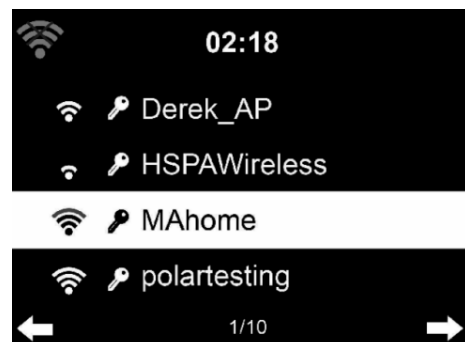 02:18
Derek_AP
HSPAWireless
MAhome
polartesting
1/10